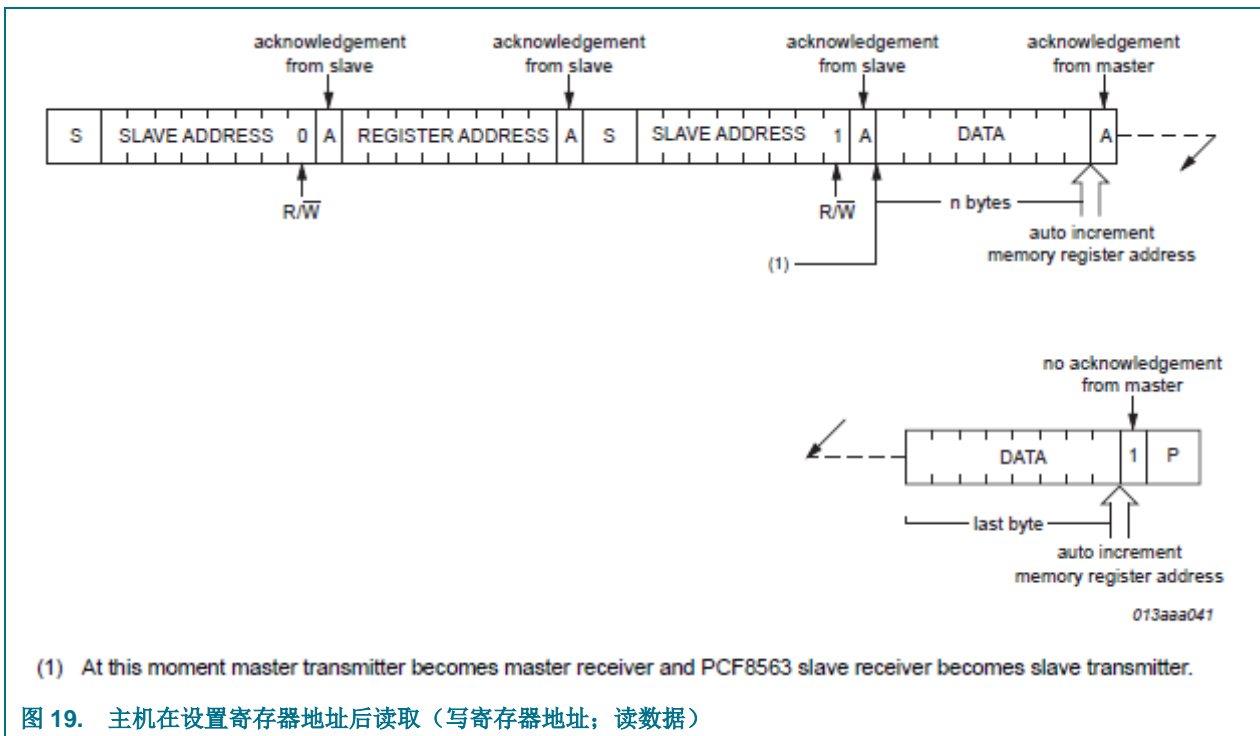 acknowledgement from slave
acknowledgement from slave
acknowledgement from slave
acknowledgement from master
S SLAVE ADDRESS 0 A REGISTER ADDRESS A S SLAVE ADDRESS 1 A DATA A
R/W̅
R/W̅
n bytes
auto increment
memory register address
(1)
no acknowledgement
from master
DATA 1 P
last byte
auto increment
memory register address
013aaa041
(1) At this moment master transmitter becomes master receiver and PCF8563 slave receiver becomes slave transmitter.
图 19. 主机在设置寄存器地址后读取（写寄存器地址；读数据）